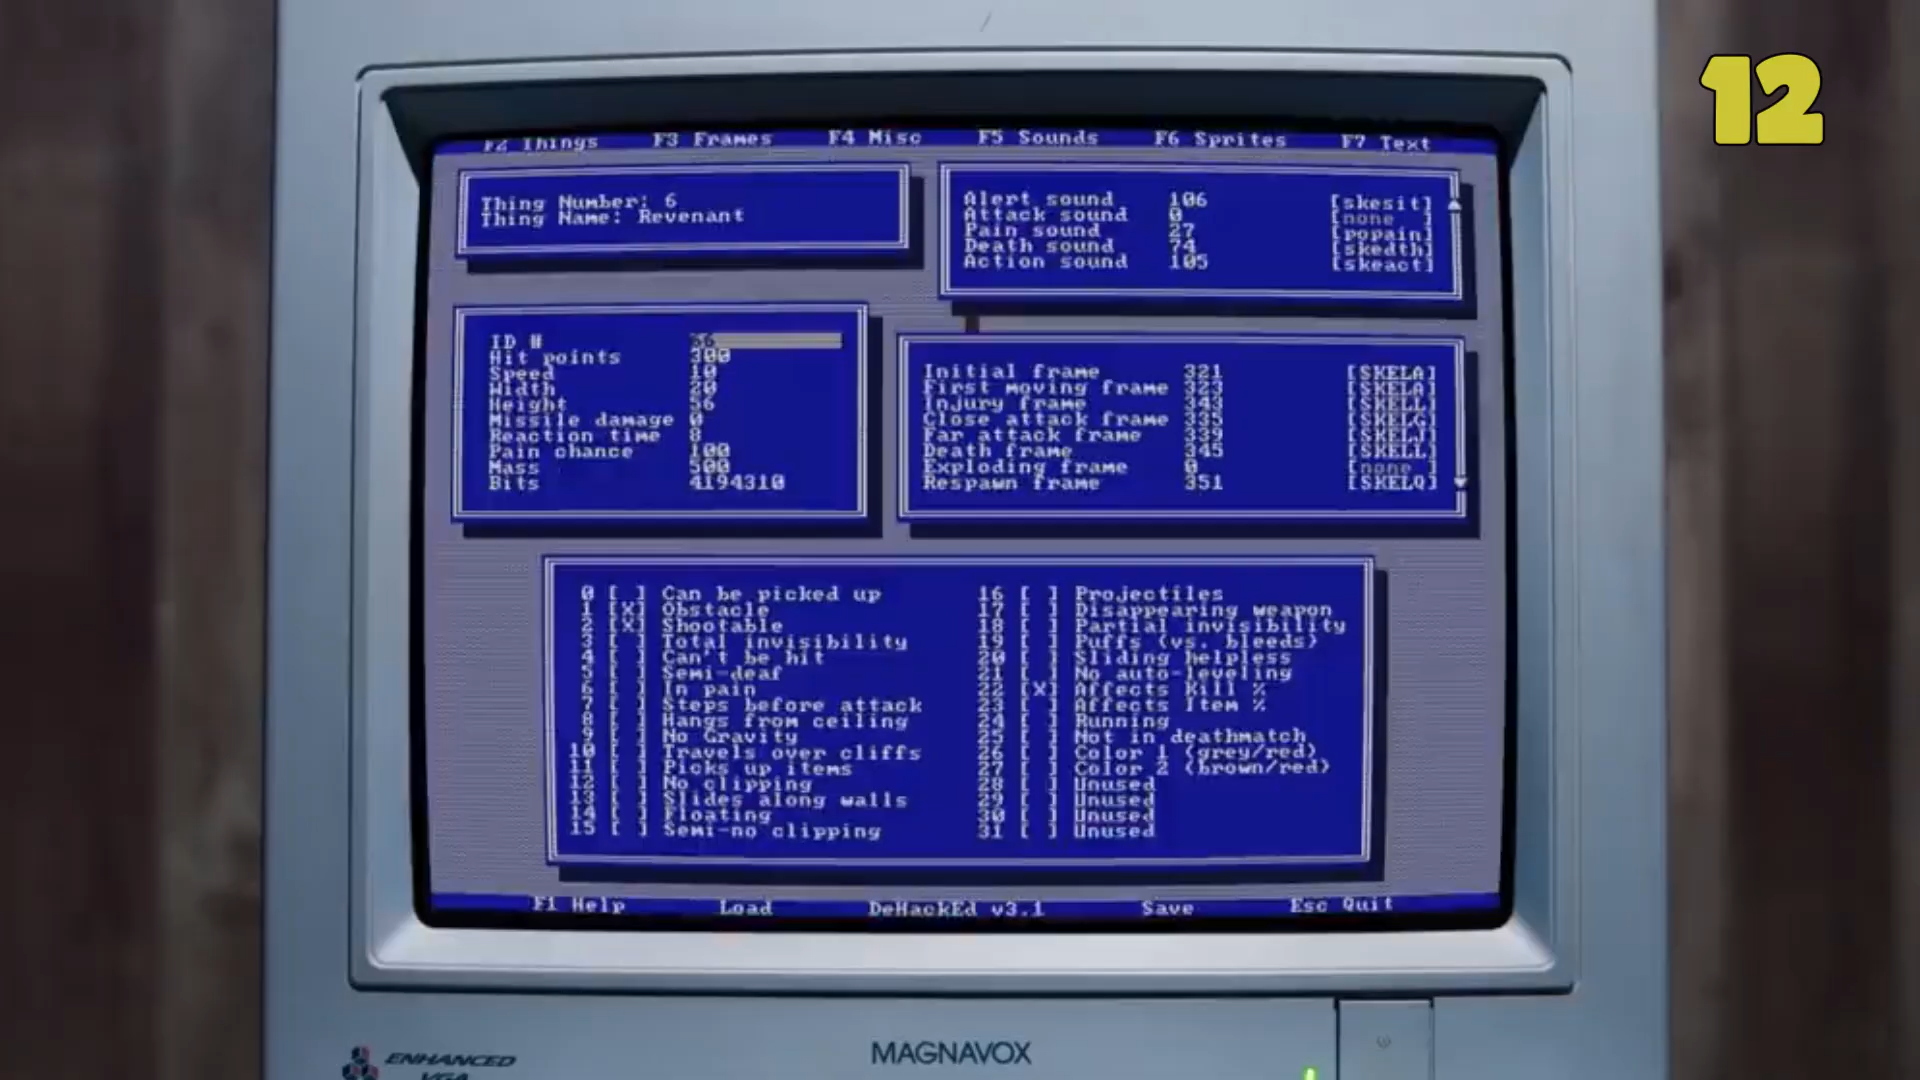 12
F2 Things F3 Frames F4 Misc F5 Sounds F6 Sprites F7 Text
Thing Number: 6
Thing Name: Revenant
Alert sound 106 [skesit]
Attack sound 0 [none ]
Pain sound 27 [popain]
Death sound 74 [skedth]
Action sound 105 [skeact]
ID # 66
Hit points 300
Speed 10
Width 20
Height 56
Missile damage 0
Reaction time 8
Pain chance 100
Mass 500
Bits 4194310
Initial frame 321 [SKELA]
First moving frame 323 [SKELA]
Injury frame 343 [SKELL]
Close attack frame 335 [SKELG]
Far attack frame 339 [SKELJ]
Death frame 345 [SKELL]
Exploding frame 0 [none ]
Respawn frame 351 [SKELQ]
0 [ ] Can be picked up
1 [X] Obstacle
2 [X] Shootable
3 [ ] Total invisibility
4 [ ] Can't be hit
5 [ ] Semi-deaf
6 [ ] In pain
7 [ ] Steps before attack
8 [ ] Hangs from ceiling
9 [ ] No Gravity
10 [ ] Travels over cliffs
11 [ ] Picks up items
12 [ ] No clipping
13 [ ] Slides along walls
14 [ ] Floating
15 [ ] Semi-no clipping
16 [ ] Projectiles
17 [ ] Disappearing weapon
18 [ ] Partial invisibility
19 [ ] Puffs (vs. bleeds)
20 [ ] Sliding helpless
21 [ ] No auto-leveling
22 [X] Affects Kill %
23 [ ] Affects Item %
24 [ ] Running
25 [ ] Not in deathmatch
26 [ ] Color 1 (grey/red)
27 [ ] Color 2 (brown/red)
28 [ ] Unused
29 [ ] Unused
30 [ ] Unused
31 [ ] Unused
F1 Help Load DeHackEd v3.1 Save Esc Quit
ENHANCED
VGA
MAGNAVOX